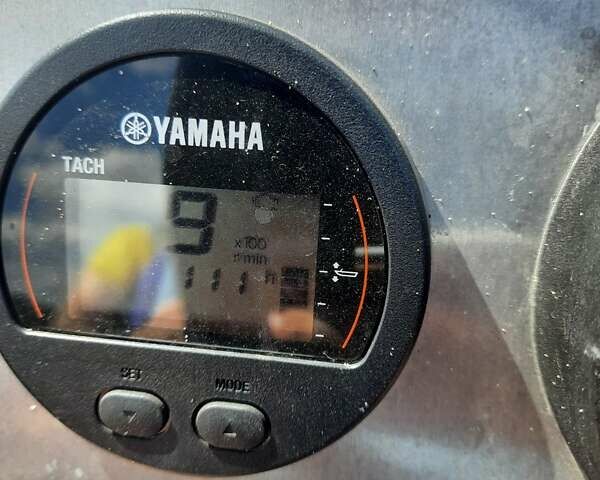 YAMAHA
TACH
9
x100
r/min
111 h
SET
MODE